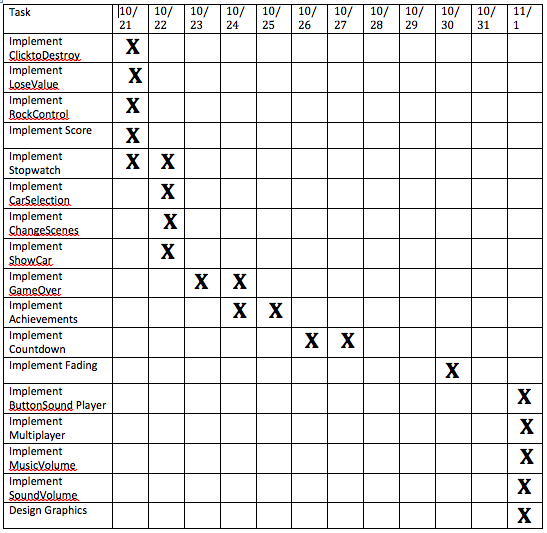 Task 10/ 10/ 10/ 10/ 10/ 10/ 10/ 10/ 10/ 10/ 10/ 11/
21 22 23 24 25 26 27 28 29 30 31 1
Implement
ClicktoDestroy X
Implement
LoseValue X
Implement
RockControl X
Implement Score X
Implement
Stopwatch X X
Implement
CarSelection X
Implement
ChangeScenes X
Implement
ShowCar X
Implement
GameOver X X
Implement
Achievements X X
Implement
Countdown X X
Implement Fading X
Implement
ButtonSound Player X
Implement
Multiplayer X
Implement
MusicVolume X
Implement
SoundVolume X
Design Graphics X